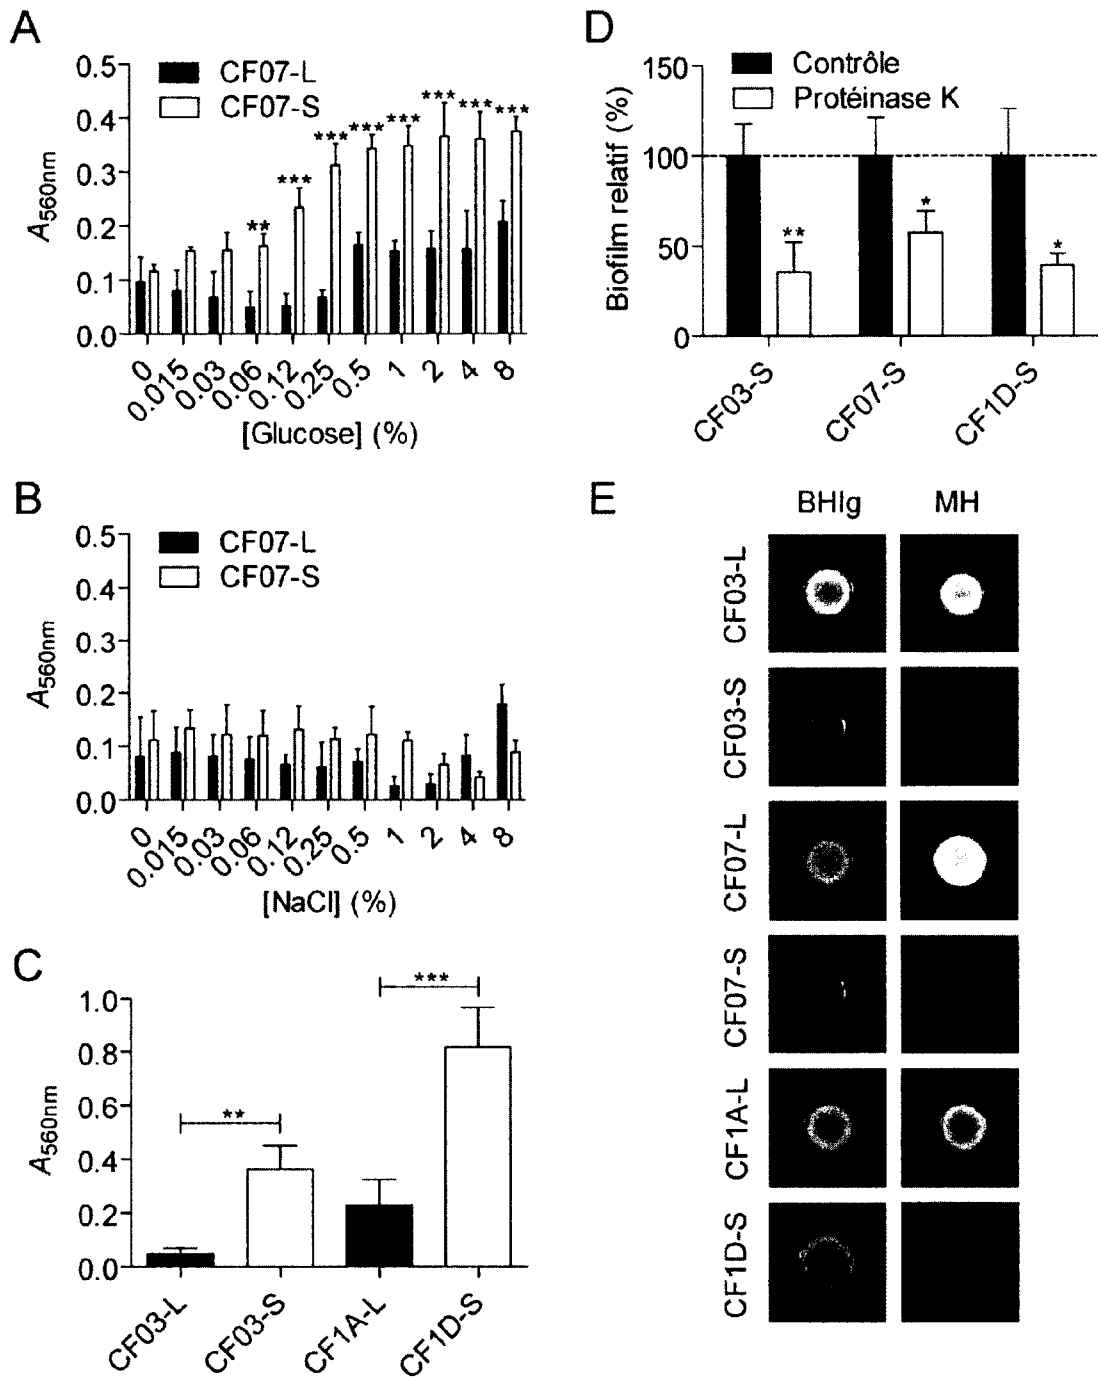 A
0.5
0.4
0.3
0.2
0.1
0.0
A560nm
CF07-L
CF07-S
** *** *** *** *** *** *** ***
0 0.015 0.03 0.06 0.12 0.25 0.5 1 2 4 8
[Glucose] (%)
B
0.5
0.4
0.3
0.2
0.1
0.0
A560nm
CF07-L
CF07-S
0 0.015 0.03 0.06 0.12 0.25 0.5 1 2 4 8
[NaCl] (%)
C
1.0
0.8
0.6
0.4
0.2
0.0
A560nm
**
***
CF03-L CF03-S CF1A-L CF1D-S
D
150
100
50
0
Biofilm relatif (%)
Contrôle
Protéinase K
** * *
CF03-S CF07-S CF1D-S
E
BHIg MH
CF03-L
CF03-S
CF07-L
CF07-S
CF1A-L
CF1D-S